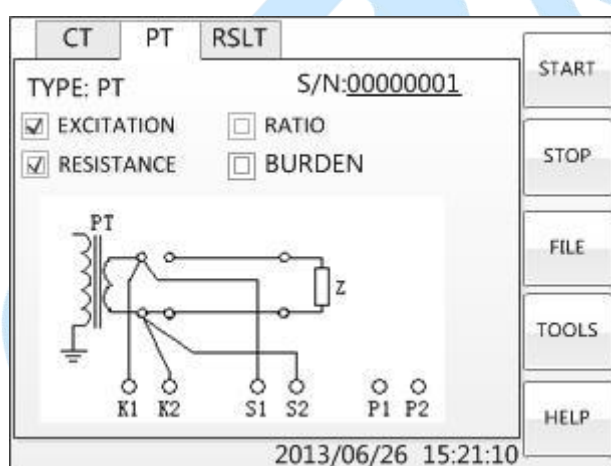 CT PT RSLT
TYPE: PT S/N:00000001
EXCITATION RATIO
RESISTANCE BURDEN
PT
Z
K1 K2 S1 S2 P1 P2
2013/06/26 15:21:10
START
STOP
FILE
TOOLS
HELP